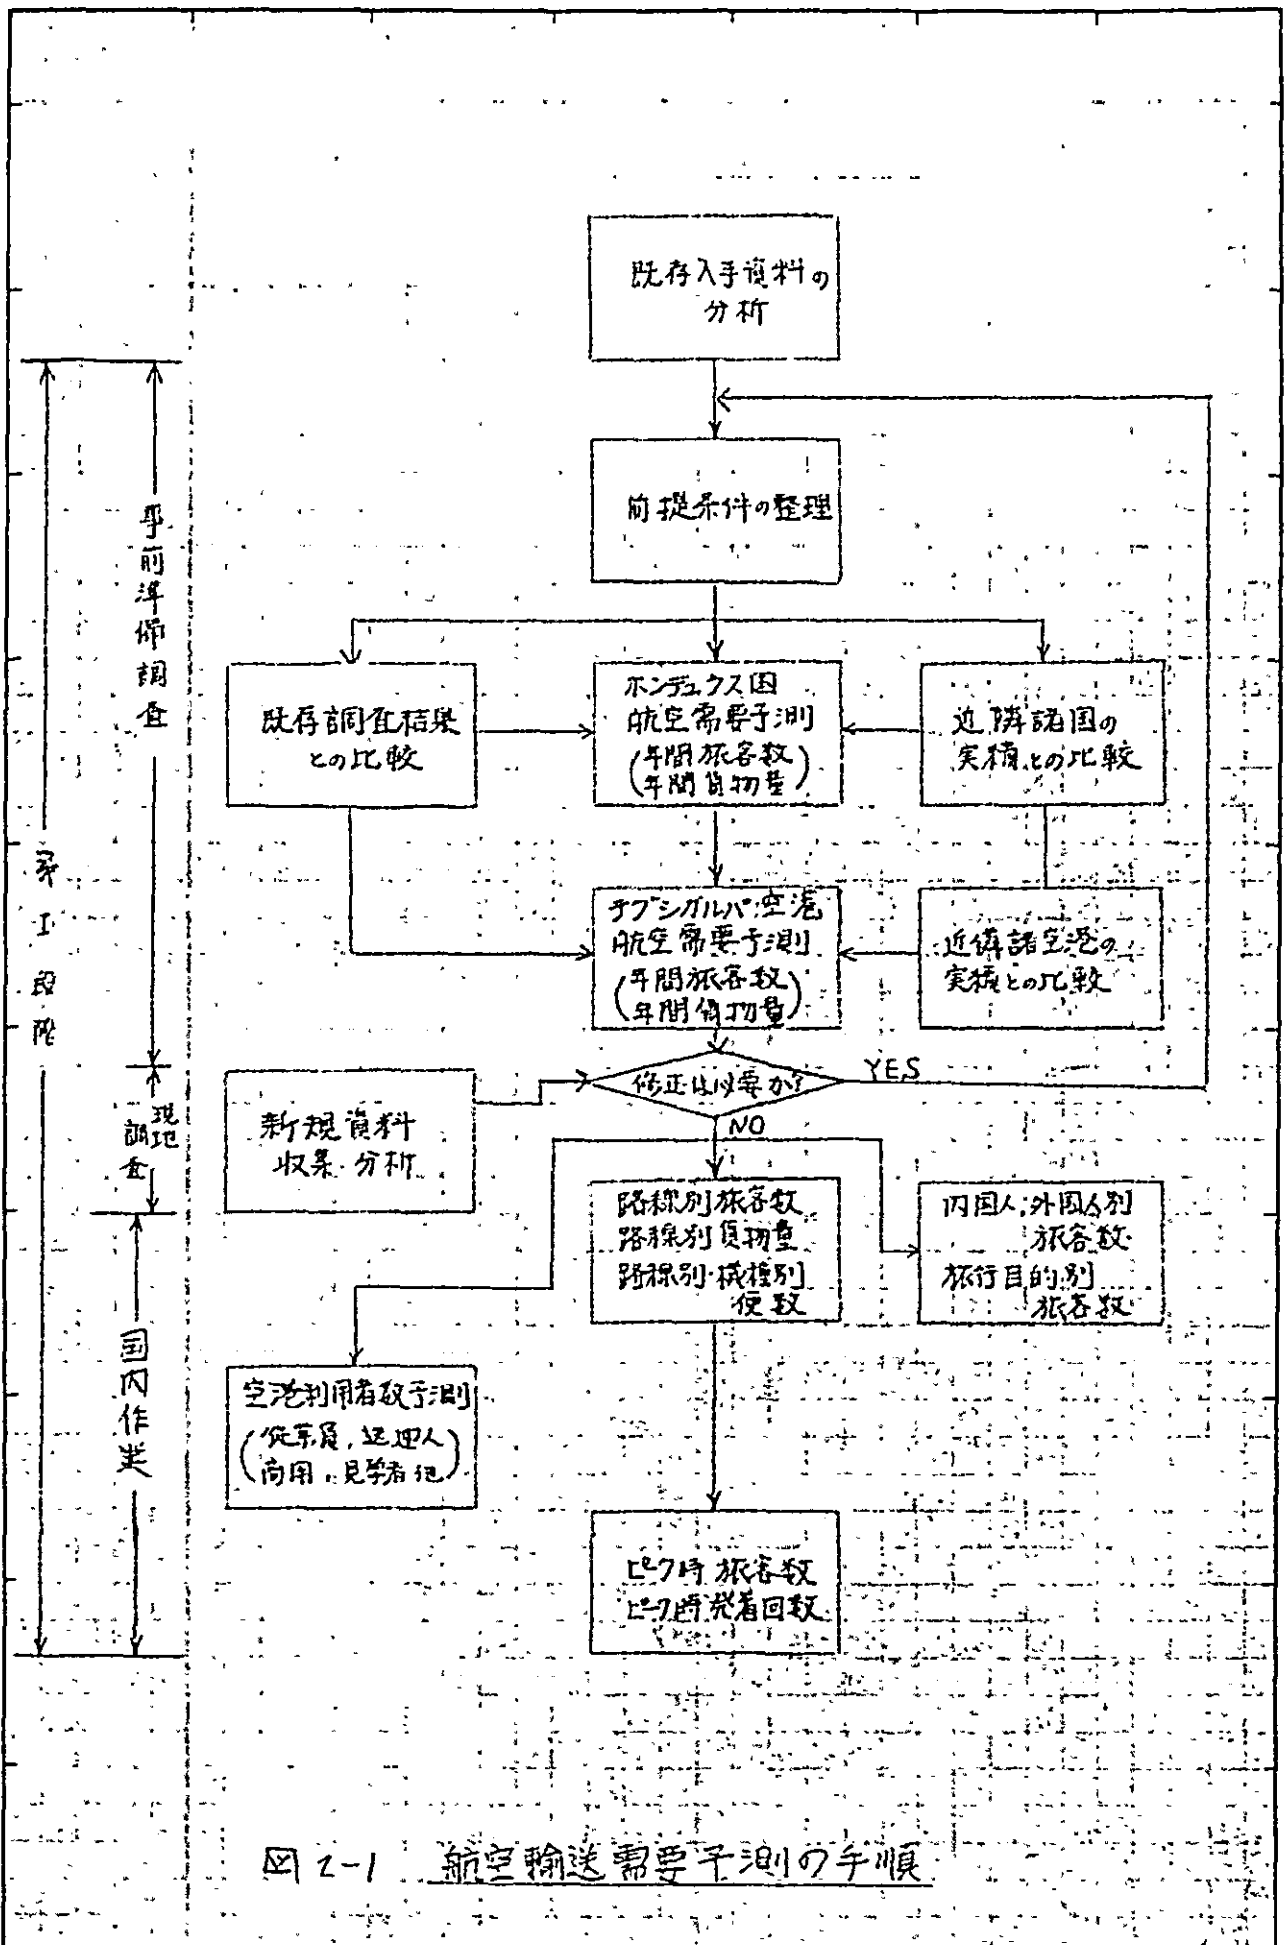 既存入手資料の
分析
前提条件の整理
事前準備調査
既存調査結果
との比較
ホンデュラス国
航空需要予測
(年間旅客数)
(年間貨物量)
近隣諸国の
実積との比較
第I段階
テグシガルパ空港
航空需要予測
(年間旅客数)
(年間貨物量)
近隣諸空港の
実積との比較
修正は必要か?
YES
NO
現地
調査
新規資料
収集・分析
路線別旅客数
路線別貨物量
路線別・機種別
便数
内国人・外国人別
旅客数
旅行目的別
旅客数
国内作業
空港利用者数予測
(従業員、送迎人)
(商用、見学者他)
ピーク時旅客数
ピーク時発着回数
図2-1 航空輸送需要予測の手順